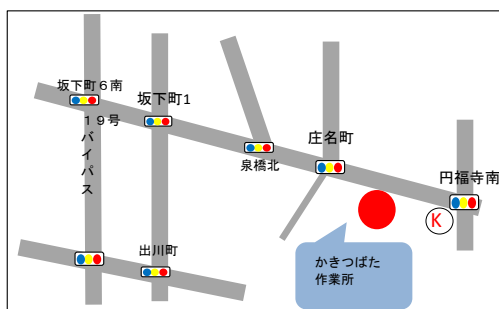 坂下町６南
坂下町1
１９号バイパス
泉橋北
庄名町
円福寺南
K
出川町
かきつばた
作業所